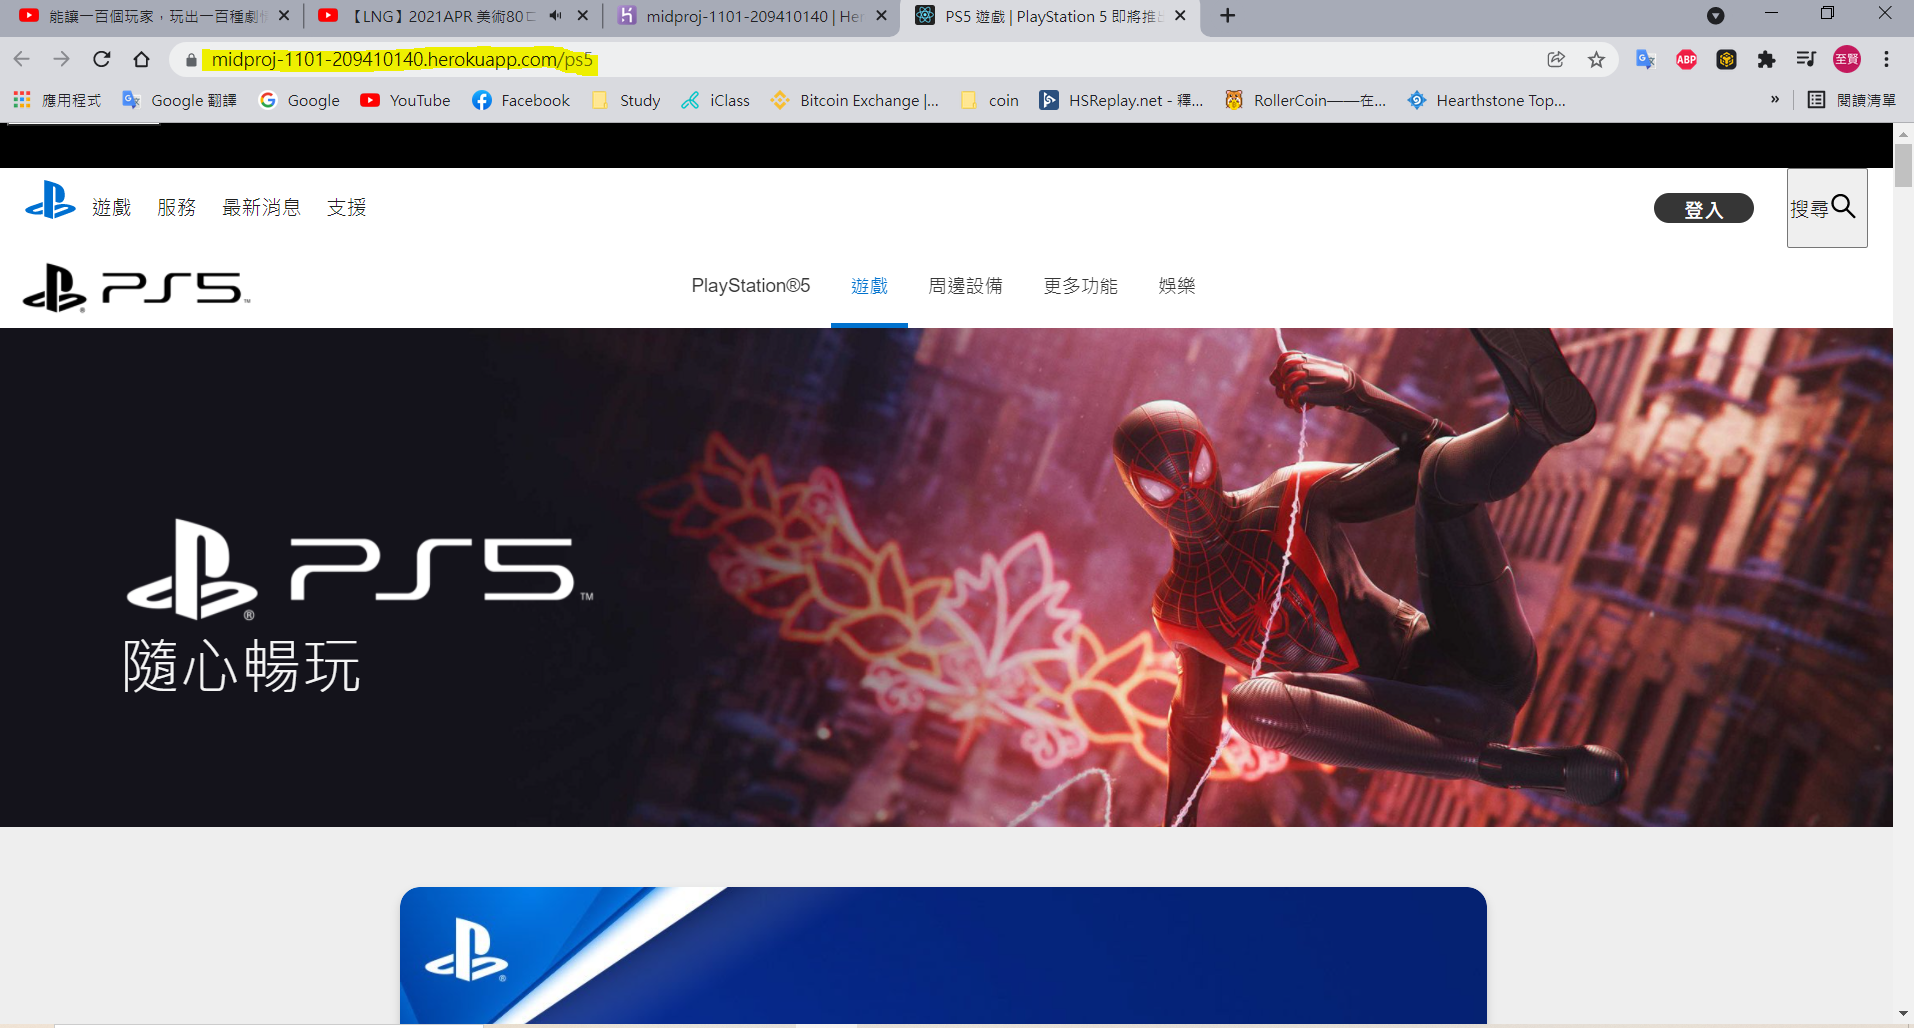 能讓一百個玩家，玩出一百種劇情
【LNG】2021APR 美術80
midproj-1101-209410140 | Her
PS5 遊戲 | PlayStation 5 即將推出
midproj-1101-209410140.herokuapp.com/ps5
ABP
至賢
應用程式
Google 翻譯
Google
YouTube
Facebook
Study
iClass
Bitcoin Exchange |...
coin
HSReplay.net - 釋...
RollerCoin——在...
Hearthstone Top...
»
閱讀清單
遊戲
服務
最新消息
支援
登入
搜尋
PS5™
PlayStation®5
遊戲
周邊設備
更多功能
娛樂
PS5™
隨心暢玩